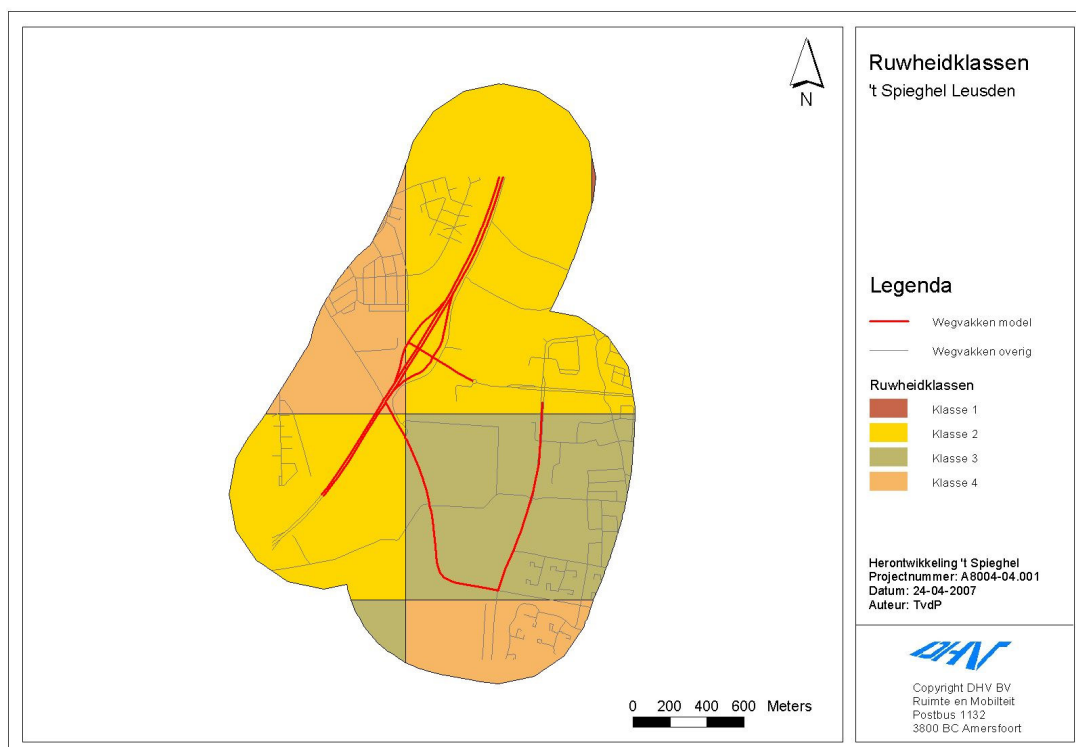 N
0 200 400 600 Meters
Ruwheidklassen
't Spieghel Leusden
Legenda
Wegvakken model
Wegvakken overig
Ruwheidklassen
Klasse 1
Klasse 2
Klasse 3
Klasse 4
Herontwikkeling 't Spieghel
Projectnummer: A8004-04.001
Datum: 24-04-2007
Auteur: TvdP
DHV
Copyright DHV BV
Ruimte en Mobiliteit
Postbus 1132
3800 BC Amersfoort